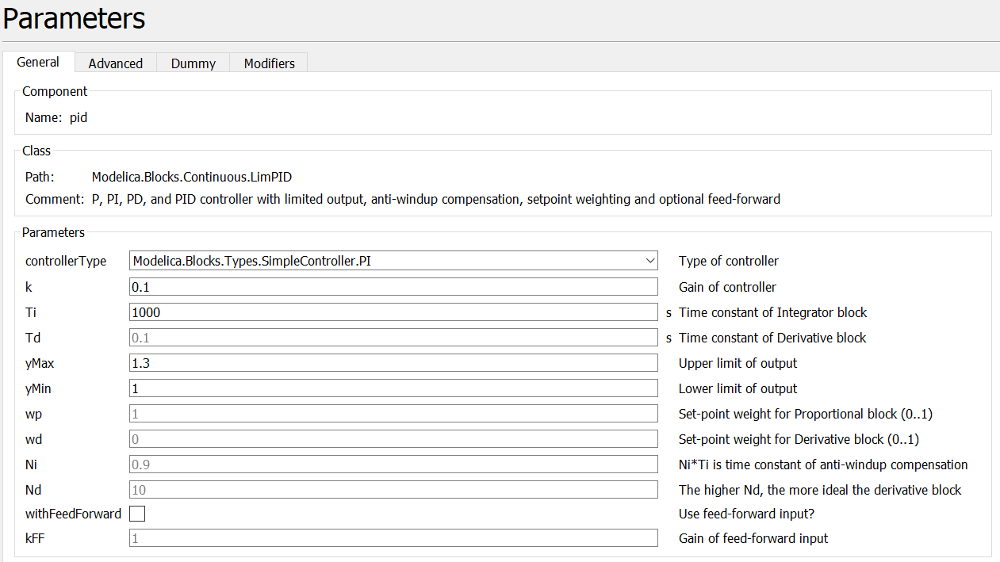 Parameters
General Advanced Dummy Modifiers
Component
Name: pid
Class
Path: Modelica.Blocks.Continuous.LimPID
Comment: P, PI, PD, and PID controller with limited output, anti-windup compensation, setpoint weighting and optional feed-forward
Parameters
controllerType Modelica.Blocks.Types.SimpleController.PI Type of controller
k 0.1 Gain of controller
Ti 1000 s Time constant of Integrator block
Td 0.1 s Time constant of Derivative block
yMax 1.3 Upper limit of output
yMin 1 Lower limit of output
wp 1 Set-point weight for Proportional block (0..1)
wd 0 Set-point weight for Derivative block (0..1)
Ni 0.9 Ni*Ti is time constant of anti-windup compensation
Nd 10 The higher Nd, the more ideal the derivative block
withFeedForward Use feed-forward input?
kFF 1 Gain of feed-forward input